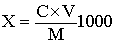 X = C×V/M 1000